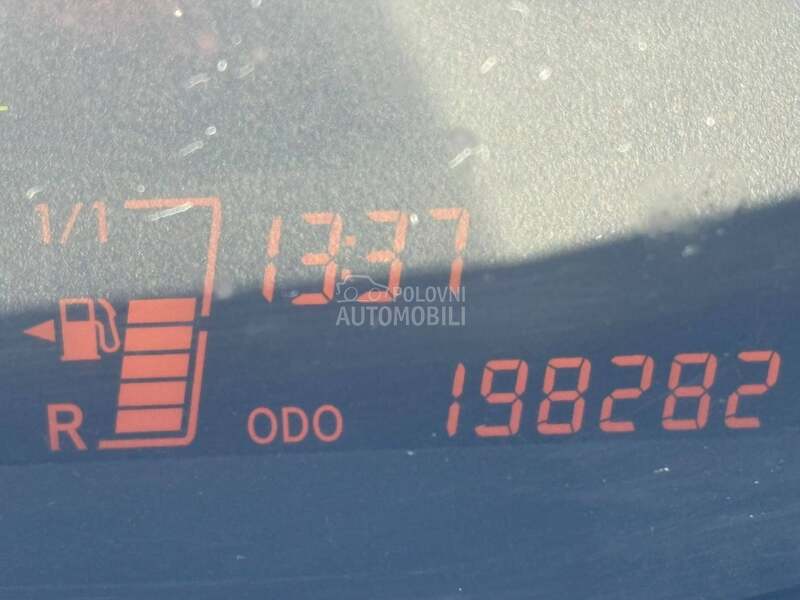 1/1 13:37
POLOVNI
AUTOMOBILI
R ODO 198282